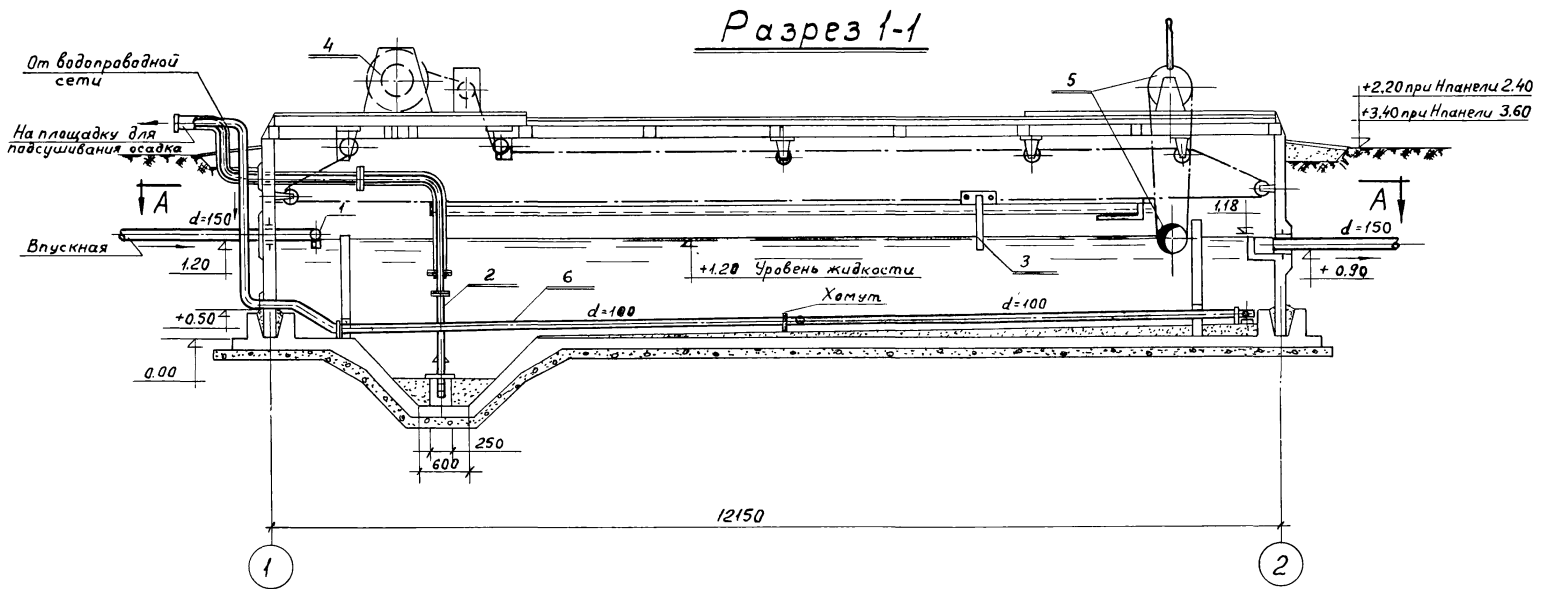 Разрез 1-1
От водопроводной
сети
4
5
+2,20 при Нпанели 2.40
+3,40 при Нпанели 3.60
На площадку для
подсушивания осадка
А
А
d=150
1
1,18
d=150
Впускная
1.20
+1.20 Уровень жидкости
3
+0.90
2
6
Хомут
+0.50
d=100
d=100
0.00
250
600
12150
1
2